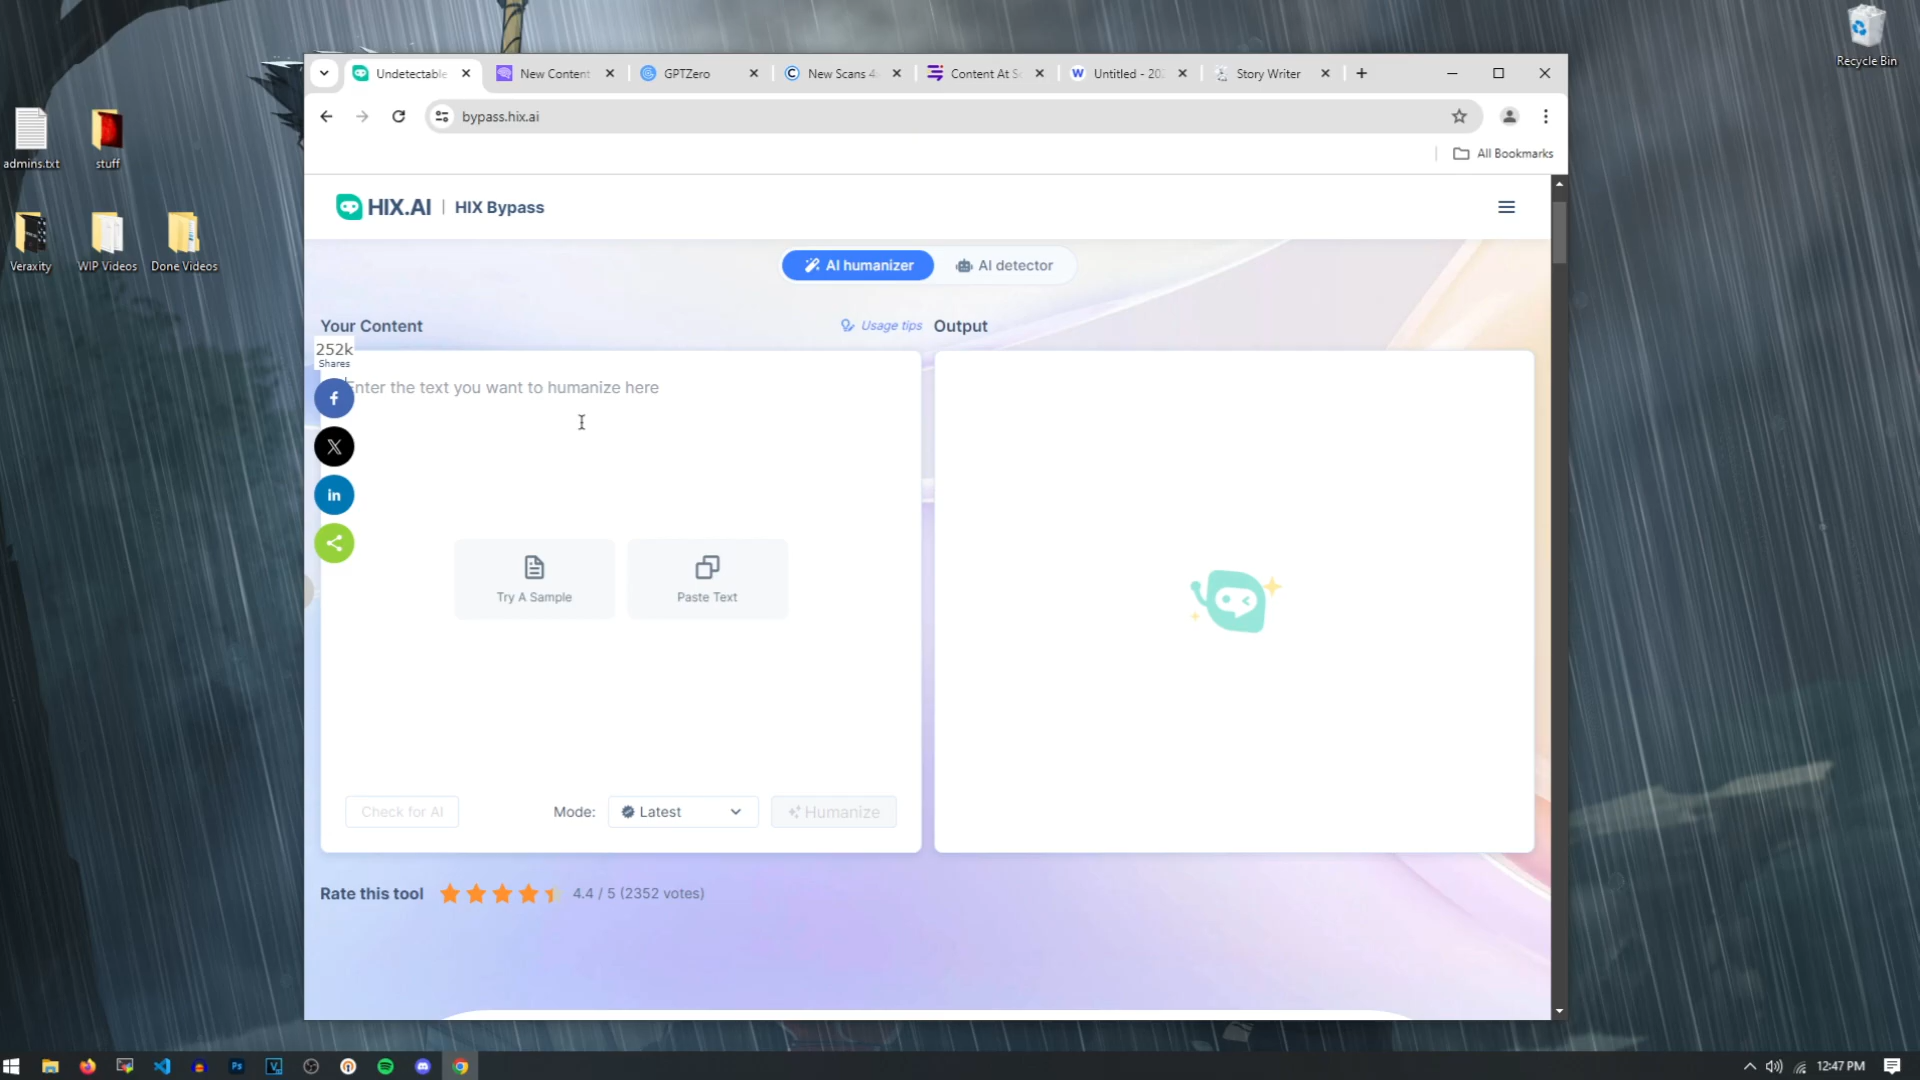 Recycle Bin
admins.txt
stuff
Veraxity
WIP Videos
Done Videos
Undetectable
New Content
GPTZero
New Scans 4
Content At S
Untitled - 202
Story Writer
bypass.hix.ai
All Bookmarks
HIX.AI | HIX Bypass
AI humanizer
AI detector
Your Content
Usage tips
Output
252k
Shares
Enter the text you want to humanize here
Try A Sample
Paste Text
Check for AI
Mode:
Latest
Humanize
Rate this tool
4.4 / 5 (2352 votes)
12:47 PM